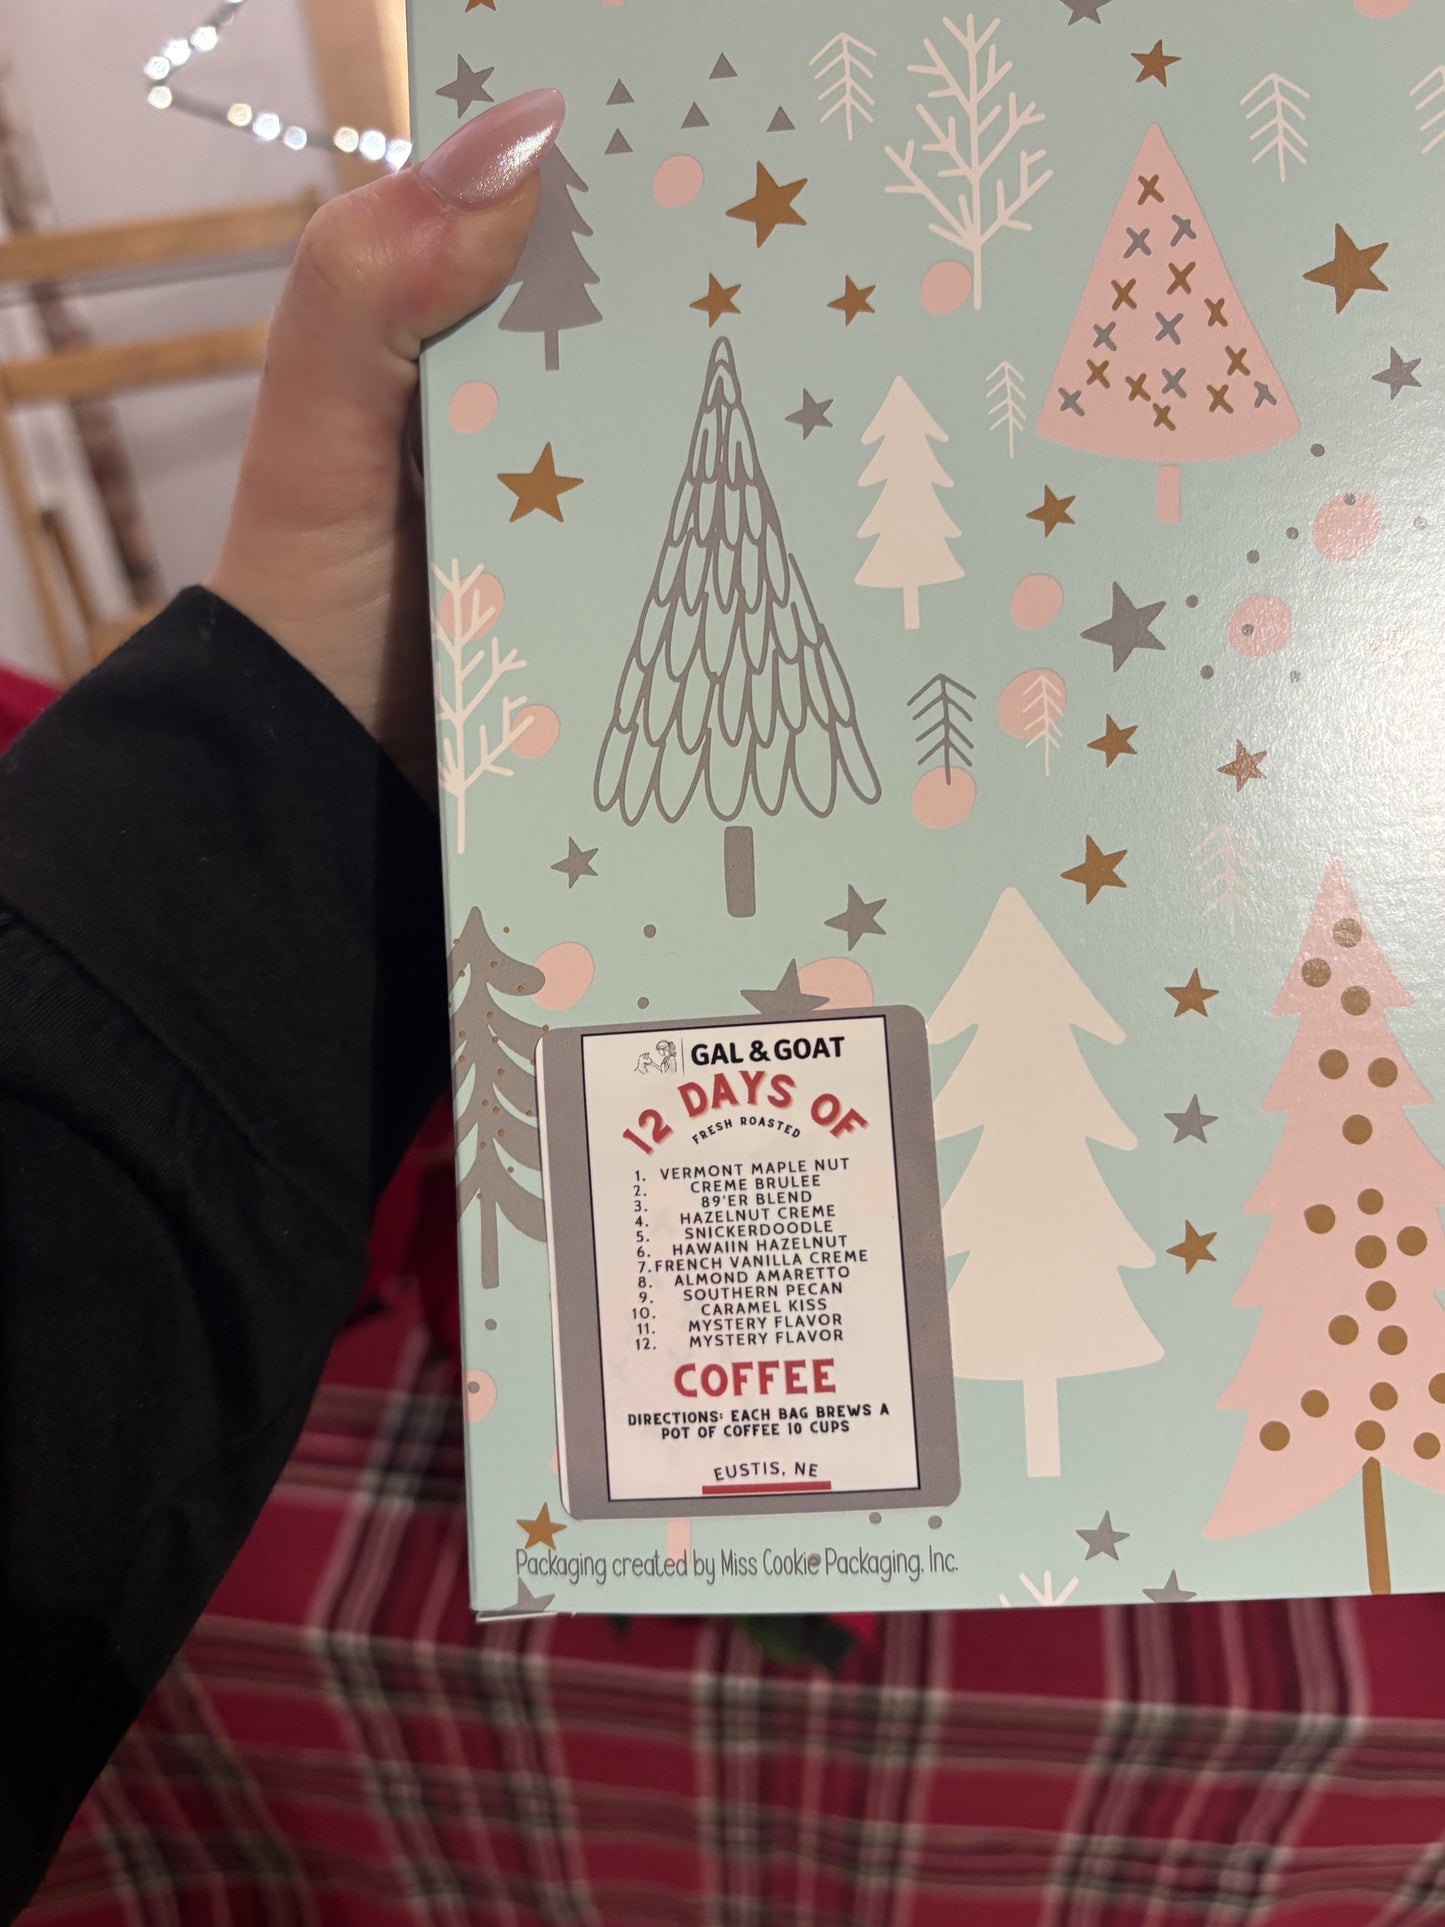 GAL & GOAT
12 DAYS OF
FRESH ROASTED
1. VERMONT MAPLE NUT
2. CREME BRULEE
3. 89'ER BLEND
4. HAZELNUT CREME
5. SNICKERDOODLE
6. HAWAIIN HAZELNUT
7. FRENCH VANILLA CREME
8. ALMOND AMARETTO
9. SOUTHERN PECAN
10. CARAMEL KISS
11. MYSTERY FLAVOR
12. MYSTERY FLAVOR
COFFEE
DIRECTIONS: EACH BAG BREWS A
POT OF COFFEE 10 CUPS
EUSTIS, NE
Packaging created by Miss Cookie Packaging, Inc.